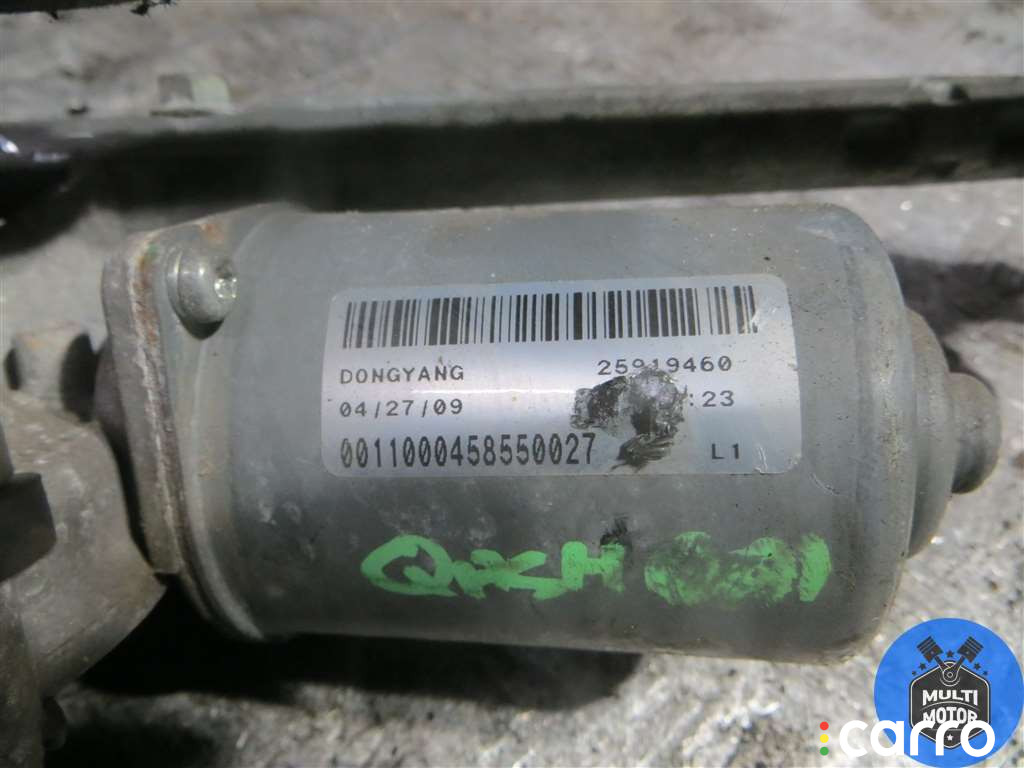 DONGYANG 25919460
04/27/09 :23
0011000458550027 L1
MULTI
MOTOR
carro